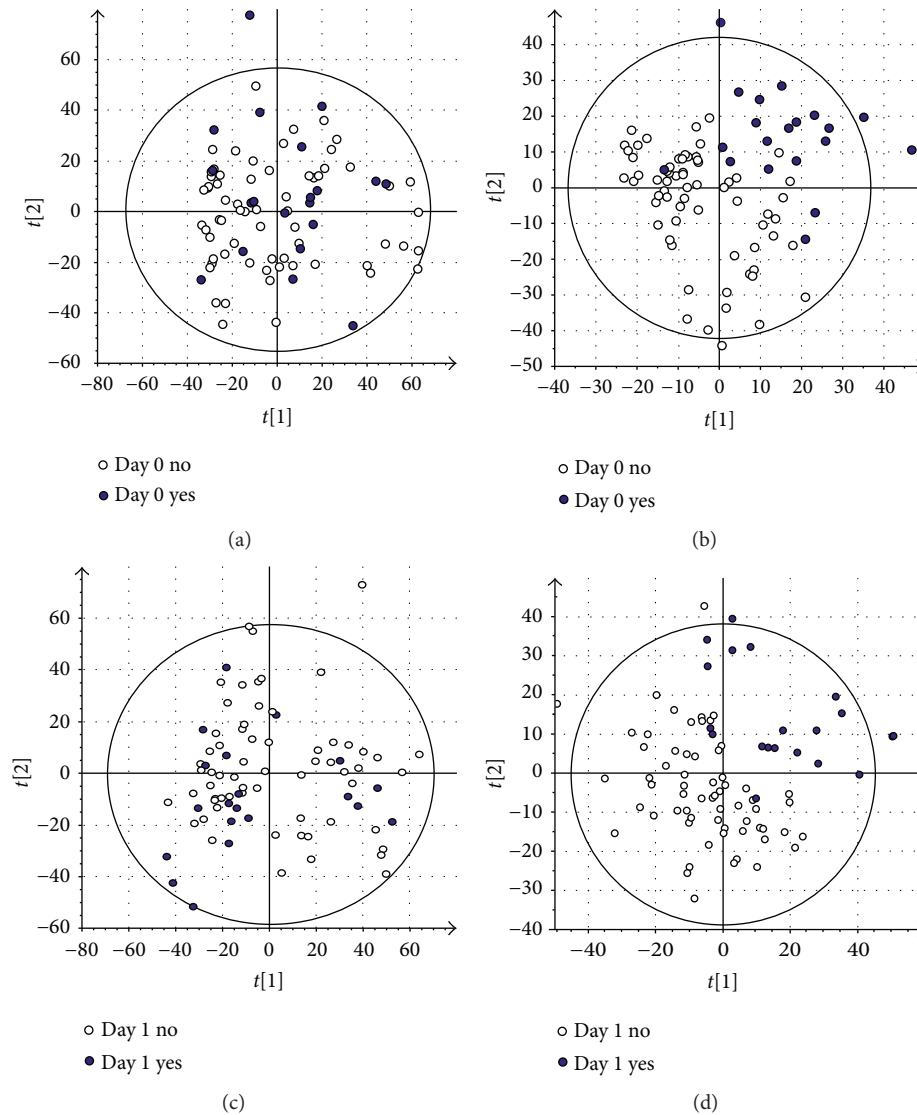 80
60
40
20
0
−20
−40
−60
−80 −60 −40 −20 0 20 40 60
t[2]
t[1]
Day 0 no
Day 0 yes
(a)
40
30
20
10
0
−10
−20
−30
−40
−50
−40 −30 −20 −10 0 10 20 30 40
t[2]
t[1]
Day 0 no
Day 0 yes
(b)
60
40
20
0
−20
−40
−60
−80 −60 −40 −20 0 20 40 60
t[2]
t[1]
Day 1 no
Day 1 yes
(c)
50
40
30
20
10
0
−10
−20
−30
−40
−40 −20 0 20 40
t[2]
t[1]
Day 1 no
Day 1 yes
(d)